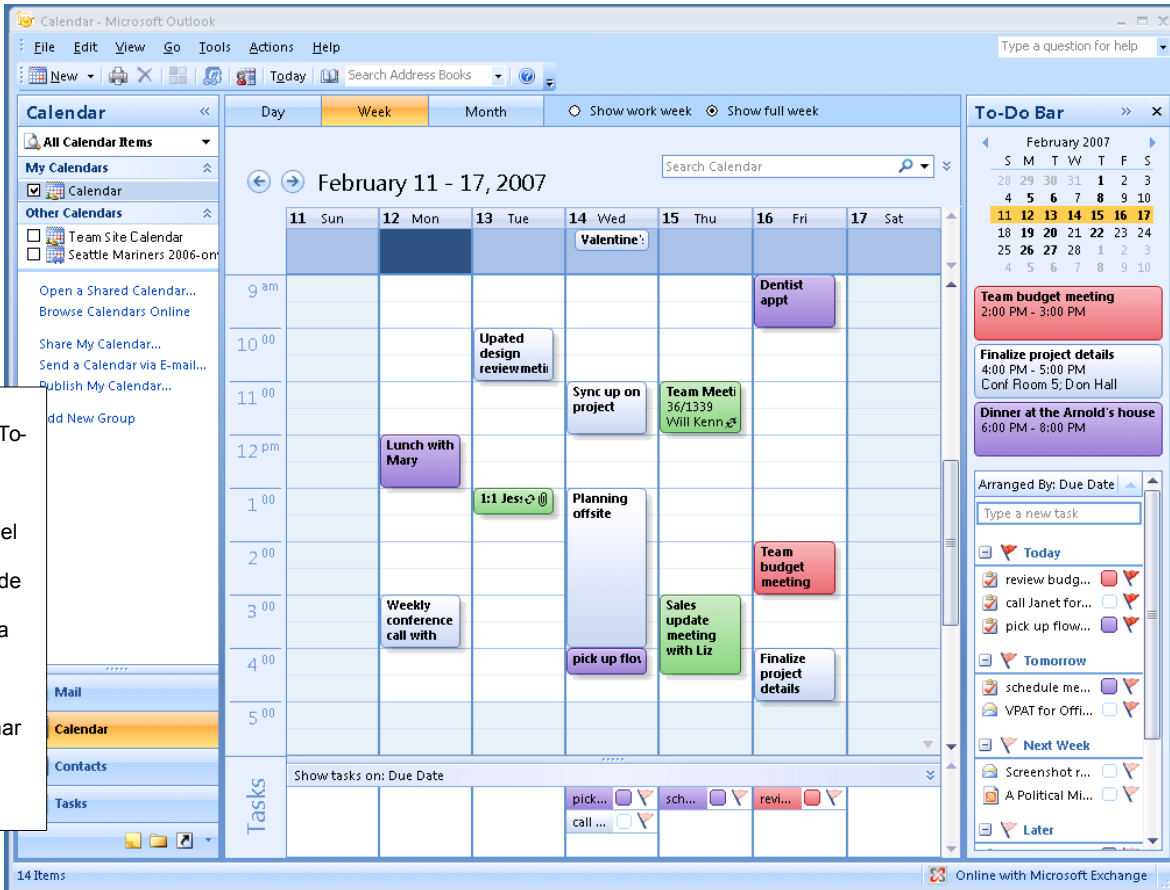 Calendar - Microsoft Outlook
File Edit View Go Tools Actions Help
Type a question for help
New Today Search Address Books
Calendar
All Calendar Items
My Calendars
Calendar
Other Calendars
Team Site Calendar
Seattle Mariners 2006-on
Open a Shared Calendar...
Browse Calendars Online
Share My Calendar...
Send a Calendar via E-mail...
Publish My Calendar...
dd New Group
To-
el
de
a
ar
Mail
Calendar
Contacts
Tasks
Day Week Month Show work week Show full week
February 11 - 17, 2007
Search Calendar
11 Sun 12 Mon 13 Tue 14 Wed 15 Thu 16 Fri 17 Sat
Valentine':
9 am
10 00
11 00
12 pm
1 00
2 00
3 00
4 00
5 00
Lunch with
Mary
Weekly
conference
call with
Upated
design
review meti
1:1 Jes:
Sync up on
project
Planning
offsite
pick up flo
Team Meeti
36/1339
Will Kenn
Sales
update
meeting
with Liz
Dentist
appt
Team
budget
meeting
Finalize
project
details
Tasks
Show tasks on: Due Date
pick... sch... revi...
call ...
To-Do Bar
February 2007
S M T W T F S
28 29 30 31 1 2 3
4 5 6 7 8 9 10
11 12 13 14 15 16 17
18 19 20 21 22 23 24
25 26 27 28 1 2 3
4 5 6 7 8 9 10
Team budget meeting
2:00 PM - 3:00 PM
Finalize project details
4:00 PM - 5:00 PM
Conf Room 5; Don Hall
Dinner at the Arnold's house
6:00 PM - 8:00 PM
Arranged By: Due Date
Type a new task
Today
review budg...
call Janet for...
pick up flow...
Tomorrow
schedule me...
VPAT for Offi...
Next Week
Screenshot r...
A Political Mi...
Later
14 Items
Online with Microsoft Exchange